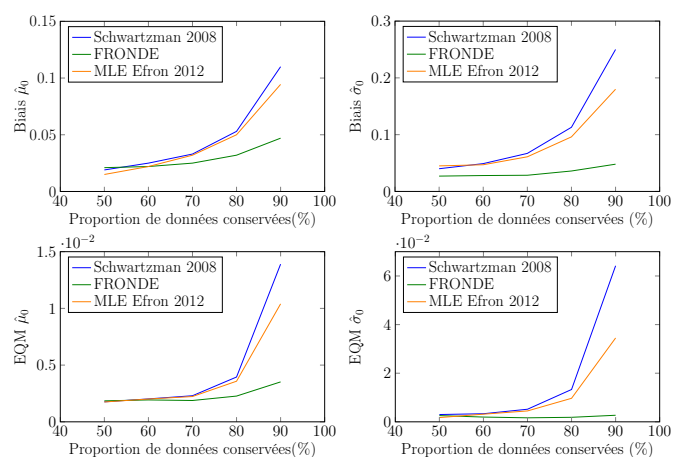 0.15
0.1
0.05
0
Biais μ̂₀
Schwartzman 2008
FRONDE
MLE Efron 2012
40 50 60 70 80 90 100
Proportion de données conservées(%)
0.3
0.2
0.1
0
Biais σ̂₀
Schwartzman 2008
FRONDE
MLE Efron 2012
40 50 60 70 80 90 100
Proportion de données conservées (%)
·10⁻²
1.5
1
0.5
0
EQM μ̂₀
Schwartzman 2008
FRONDE
MLE Efron 2012
40 50 60 70 80 90 100
Proportion de données conservées(%)
·10⁻²
6
4
2
0
EQM σ̂₀
Schwartzman 2008
FRONDE
MLE Efron 2012
40 50 60 70 80 90 100
Proportion de données conservées (%)